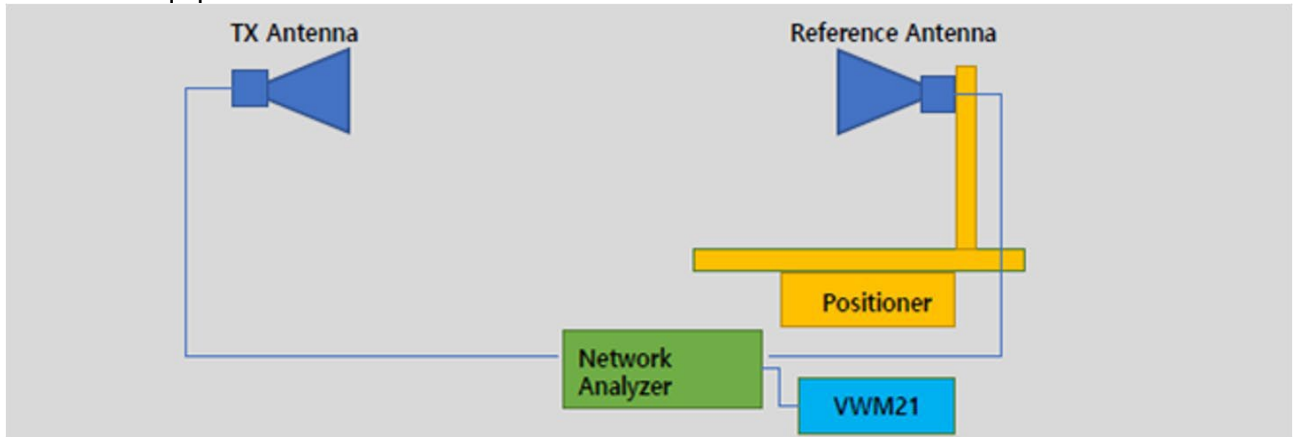 TX Antenna
Reference Antenna
Positioner
Network
Analyzer
VWM21